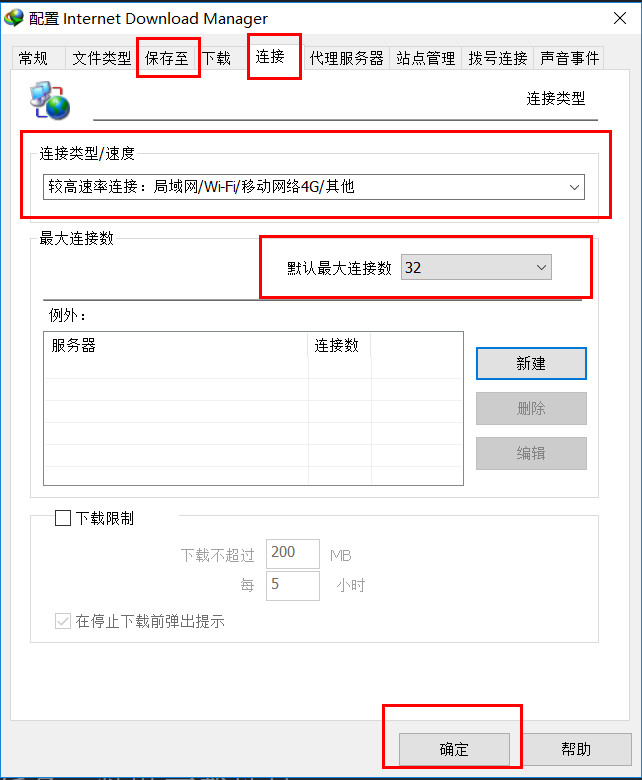 配置 Internet Download Manager
常规 文件类型 保存至 下载 连接 代理服务器 站点管理 拨号连接 声音事件
连接类型
连接类型/速度
较高速率连接：局域网/Wi-Fi/移动网络4G/其他
最大连接数
默认最大连接数 32
例外：
服务器 连接数
新建
删除
编辑
下载限制
下载不超过 200 MB
每 5 小时
在停止下载前弹出提示
确定 帮助